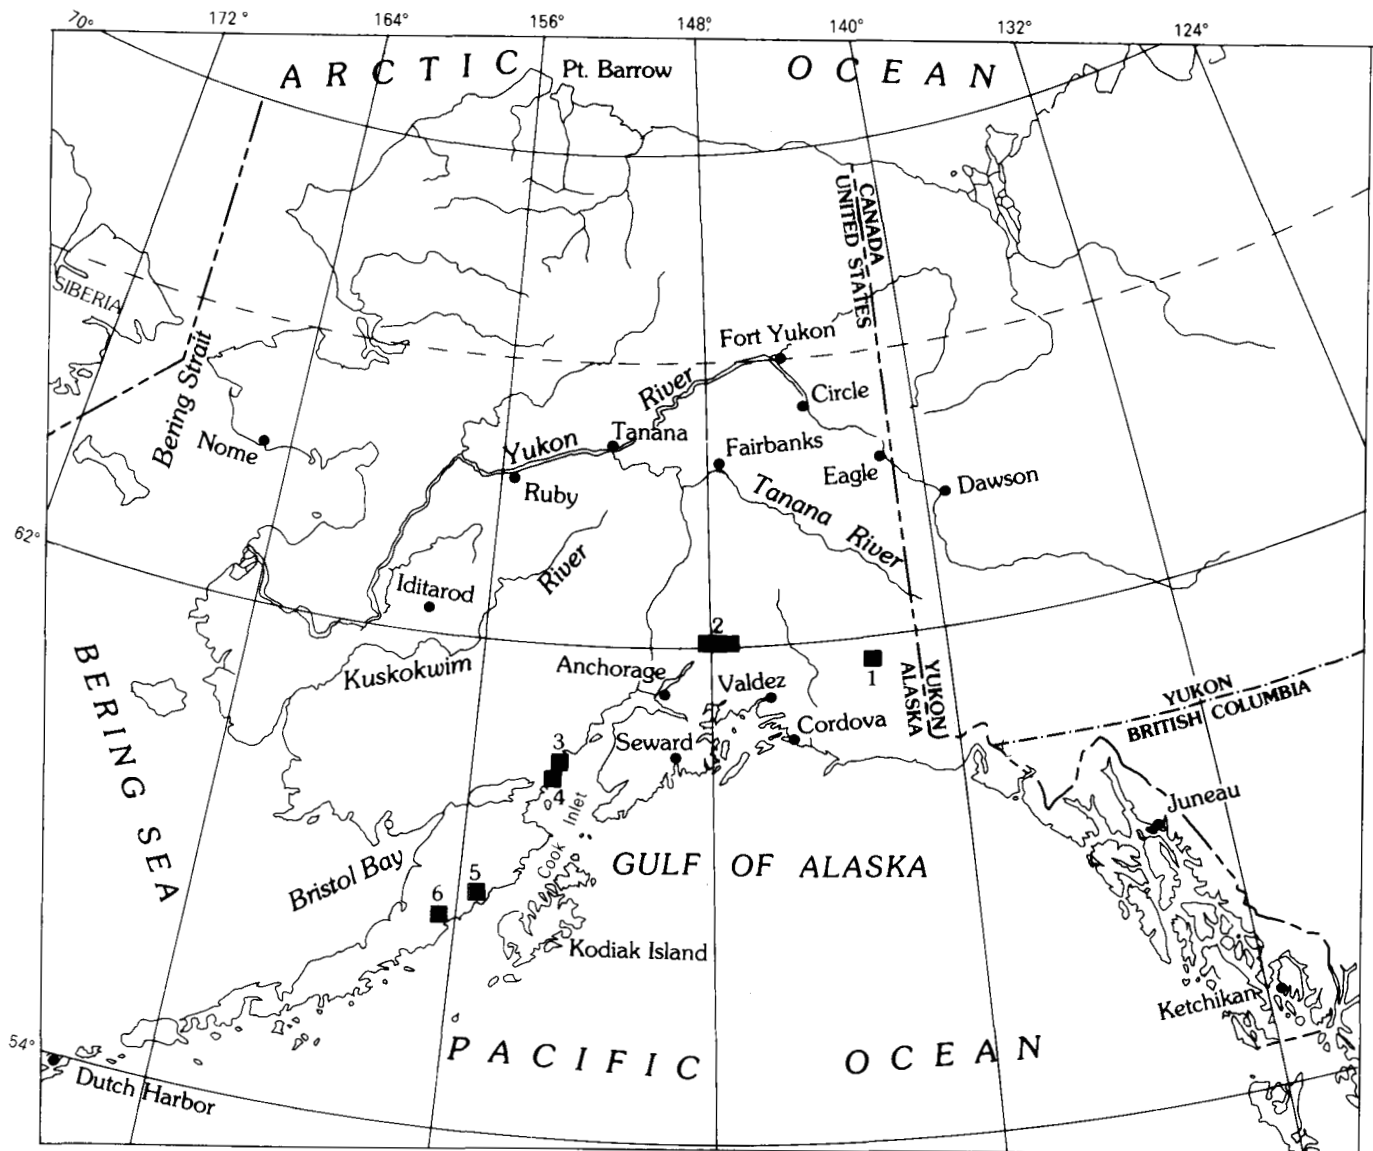 70°
172°
164°
156°
148°
140°
132°
124°
ARCTIC OCEAN
Pt. Barrow
CANADA
UNITED STATES
SIBERIA
Bering Strait
Fort Yukon
River
Circle
Nome
Yukon
Tanana
Fairbanks
Eagle
Dawson
Ruby
Tanana River
62°
Iditarod
River
2
Kuskokwim
Anchorage
Valdez
1
YUKON
ALASKA
YUKON
BRITISH COLUMBIA
BERING SEA
Cordova
Seward
3
4
Cook Inlet
Juneau
Bristol Bay
5
6
GULF OF ALASKA
Kodiak Island
Ketchikan
54°
PACIFIC OCEAN
Dutch Harbor